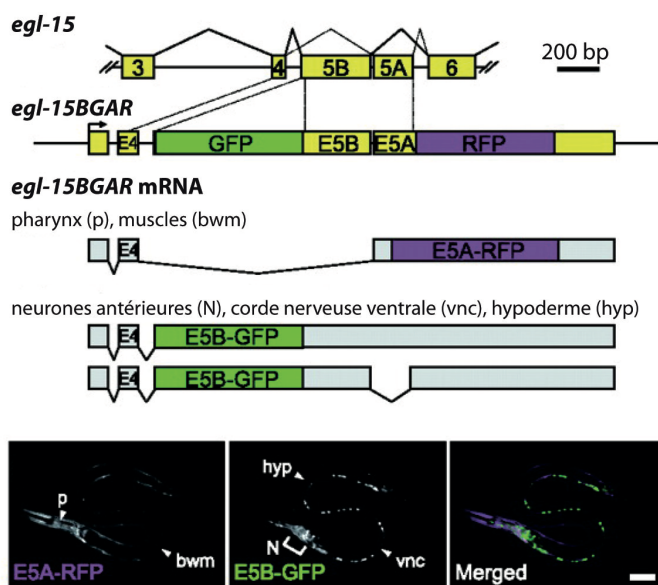 egl-15
3 4 5B 5A 6 200 bp
egl-15BGAR
E4 GFP E5B E5A RFP
egl-15BGAR mRNA
pharynx (p), muscles (bwm)
E4 E5A-RFP
neurones antérieures (N), corde nerveuse ventrale (vnc), hypoderme (hyp)
E4 E5B-GFP
E4 E5B-GFP
p
bwm
E5A-RFP
hyp
N
vnc
E5B-GFP
Merged